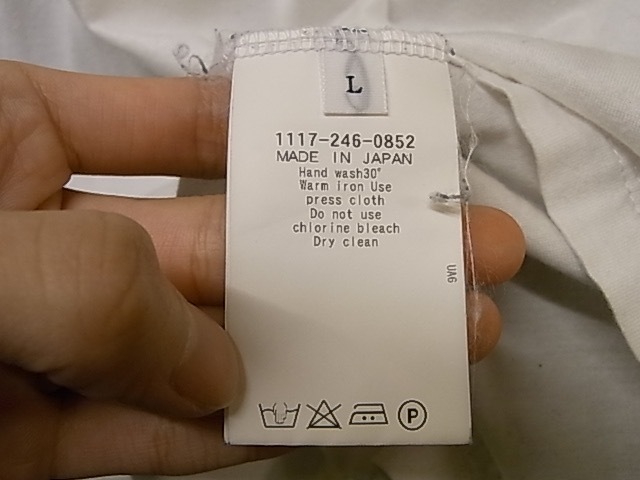 L
1117-246-0852
MADE IN JAPAN
Hand wash30°
Warm iron Use
press cloth
Do not use
chlorine bleach
Dry clean
P